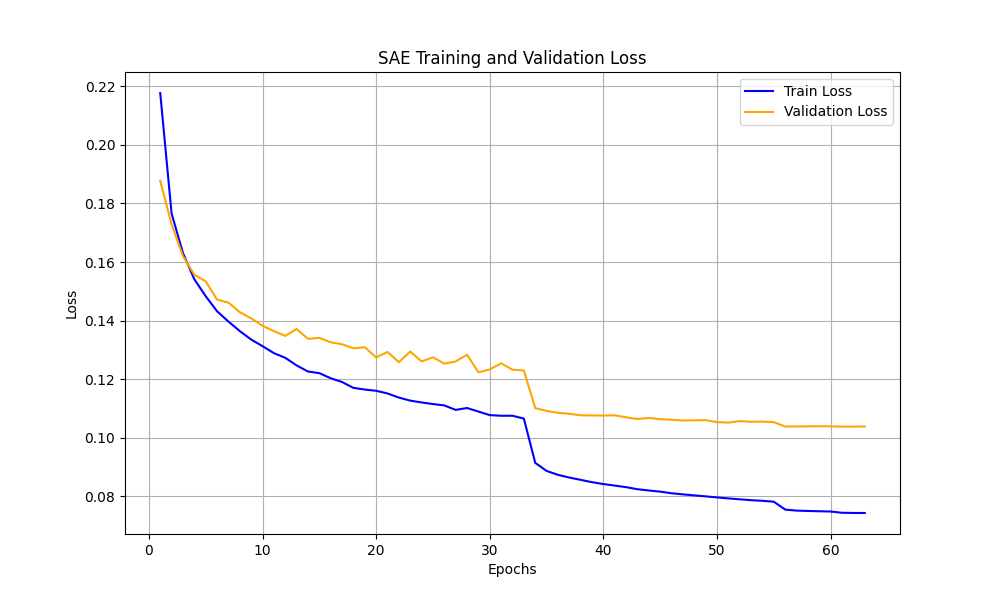 SAE Training and Validation Loss
Train Loss
Validation Loss
Loss
0.22
0.20
0.18
0.16
0.14
0.12
0.10
0.08
0 10 20 30 40 50 60
Epochs